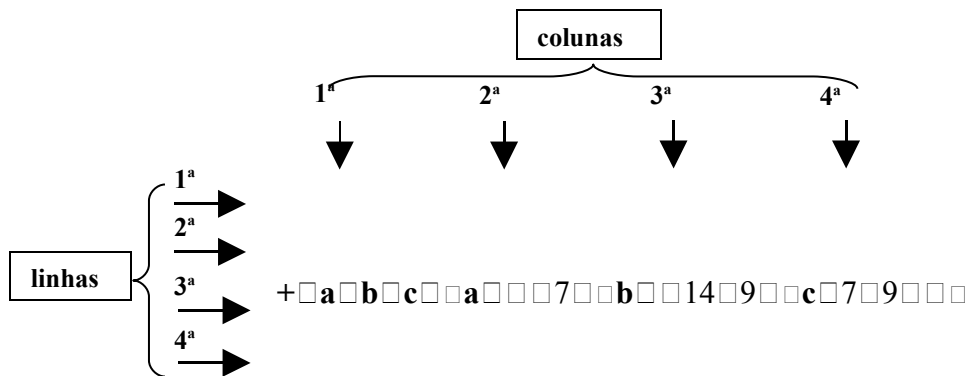 colunas
1ª 2ª 3ª 4ª
1ª
2ª
linhas
3ª
+□a□b□c□□a□□□7□□b□□14□9□□c□7□9□□□
4ª